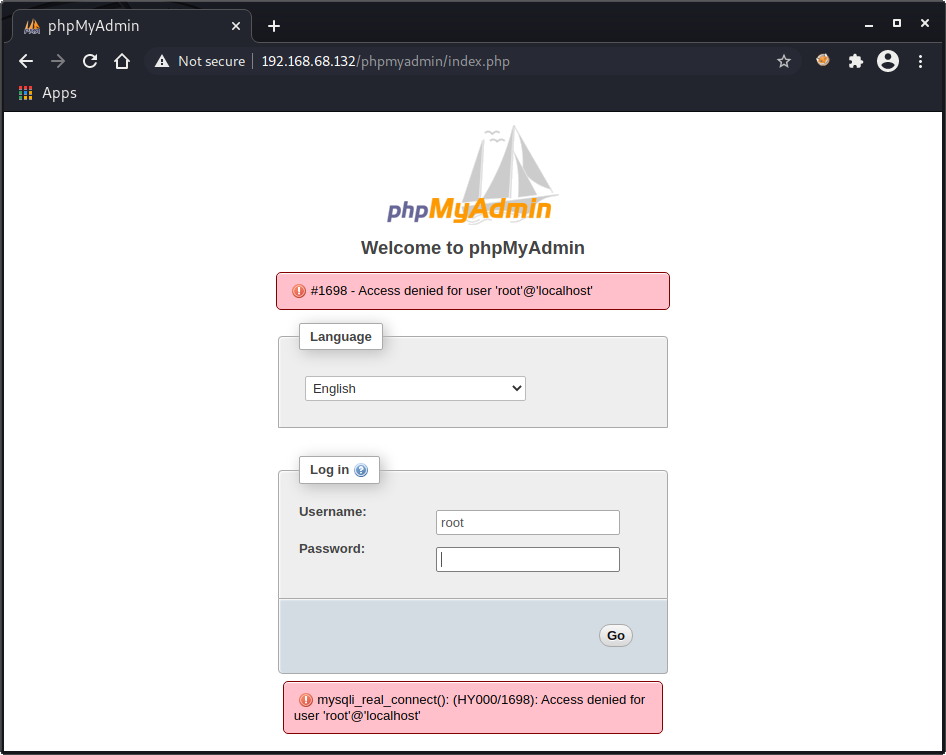 phpMyAdmin
Not secure
192.168.68.132/phpmyadmin/index.php
Apps
phpMyAdmin
Welcome to phpMyAdmin
#1698 - Access denied for user 'root'@'localhost'
Language
English
Log in
Username:
root
Password:
Go
mysqli_real_connect(): (HY000/1698): Access denied for
user 'root'@'localhost'